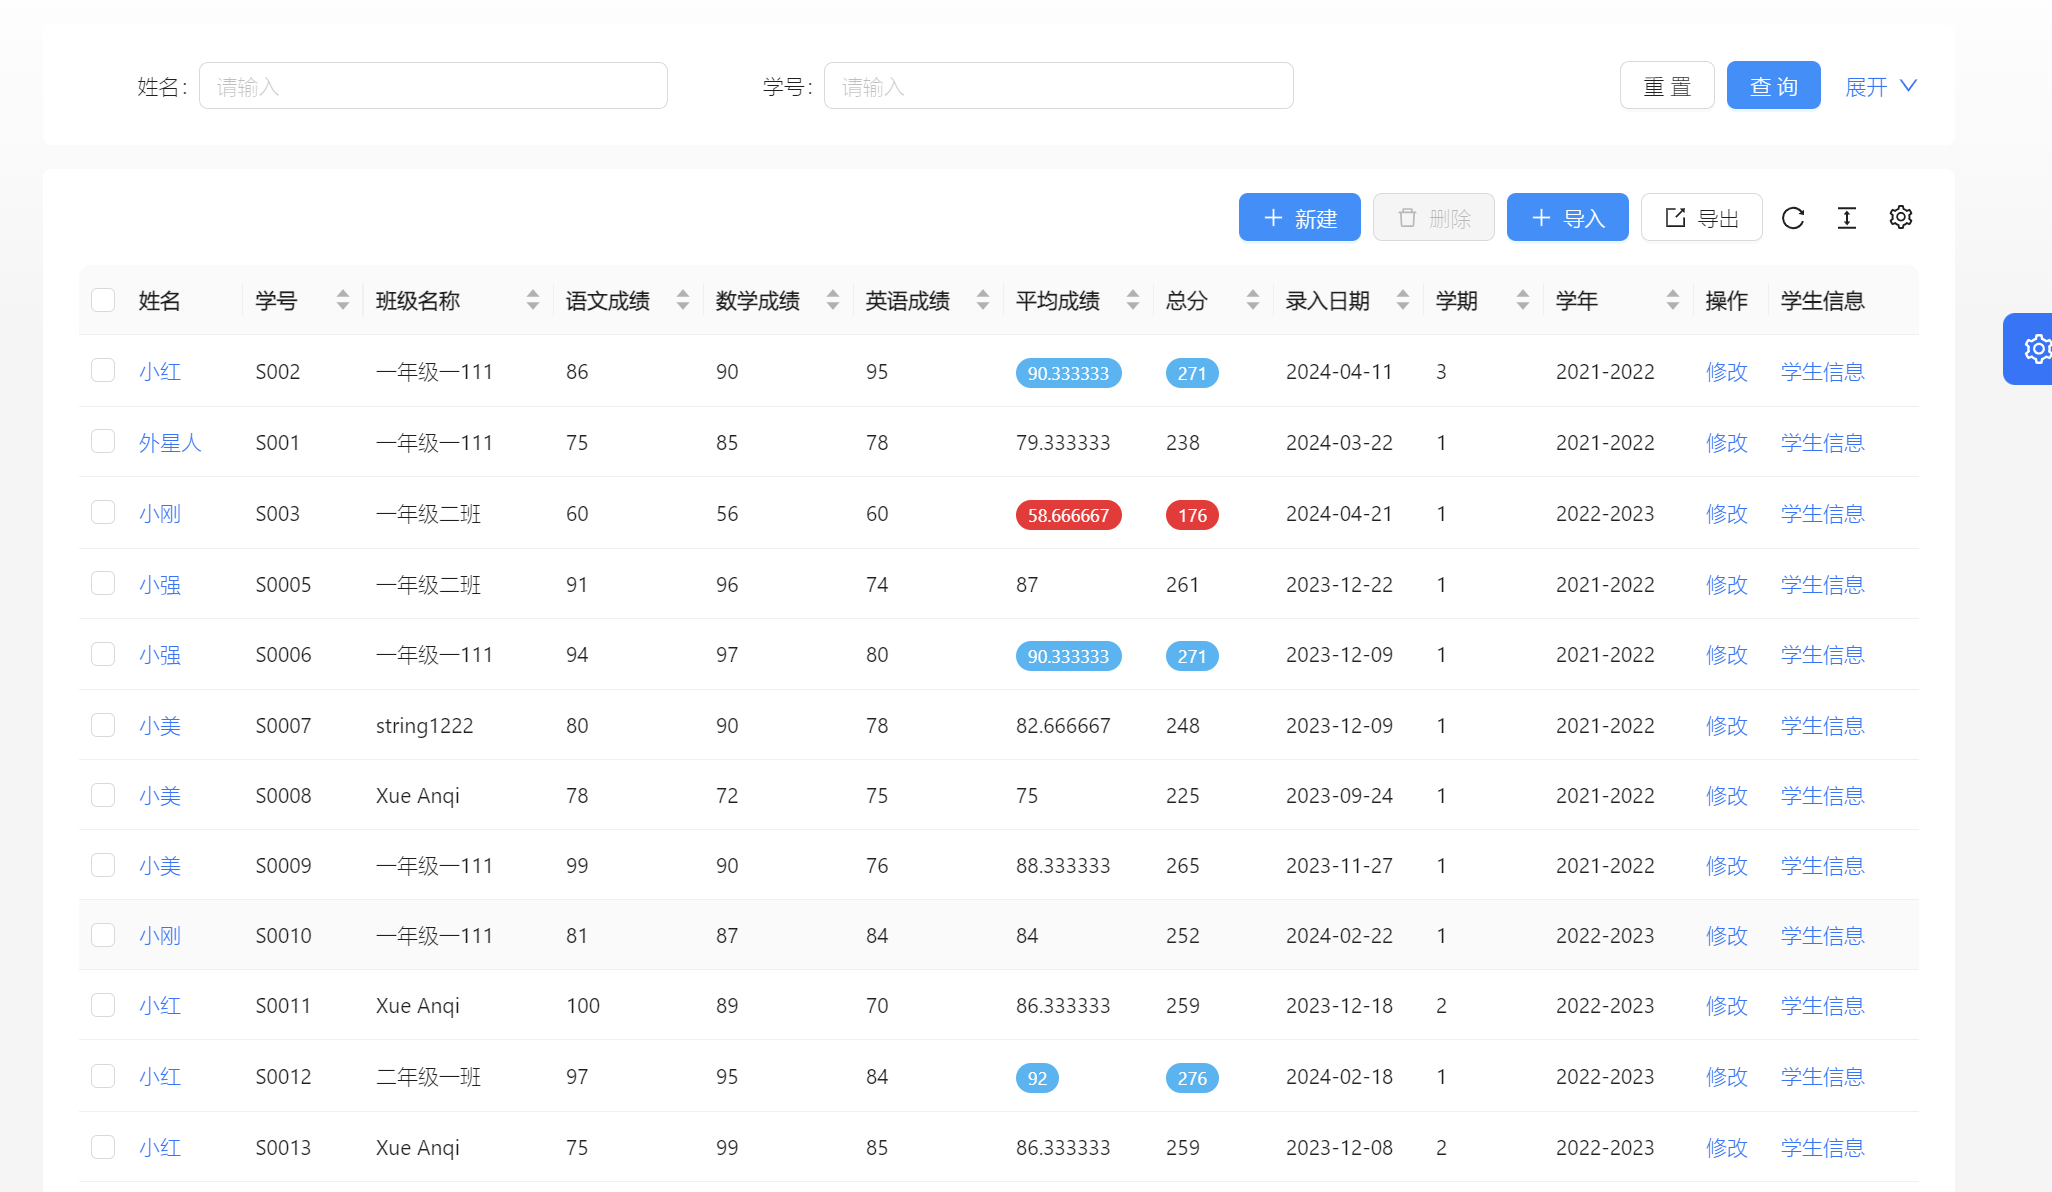 姓名： 请输入 学号： 请输入 重 置 查 询 展开
新建 删除 导入 导出
姓名 学号 班级名称 语文成绩 数学成绩 英语成绩 平均成绩 总分 录入日期 学期 学年 操作 学生信息
小红 S002 一年级一111 86 90 95 90.333333 271 2024-04-11 3 2021-2022 修改 学生信息
外星人 S001 一年级一111 75 85 78 79.333333 238 2024-03-22 1 2021-2022 修改 学生信息
小刚 S003 一年级二班 60 56 60 58.666667 176 2024-04-21 1 2022-2023 修改 学生信息
小强 S0005 一年级二班 91 96 74 87 261 2023-12-22 1 2021-2022 修改 学生信息
小强 S0006 一年级一111 94 97 80 90.333333 271 2023-12-09 1 2021-2022 修改 学生信息
小美 S0007 string1222 80 90 78 82.666667 248 2023-12-09 1 2021-2022 修改 学生信息
小美 S0008 Xue Anqi 78 72 75 75 225 2023-09-24 1 2021-2022 修改 学生信息
小美 S0009 一年级一111 99 90 76 88.333333 265 2023-11-27 1 2021-2022 修改 学生信息
小刚 S0010 一年级一111 81 87 84 84 252 2024-02-22 1 2022-2023 修改 学生信息
小红 S0011 Xue Anqi 100 89 70 86.333333 259 2023-12-18 2 2022-2023 修改 学生信息
小红 S0012 二年级一班 97 95 84 92 276 2024-02-18 1 2022-2023 修改 学生信息
小红 S0013 Xue Anqi 75 99 85 86.333333 259 2023-12-08 2 2022-2023 修改 学生信息